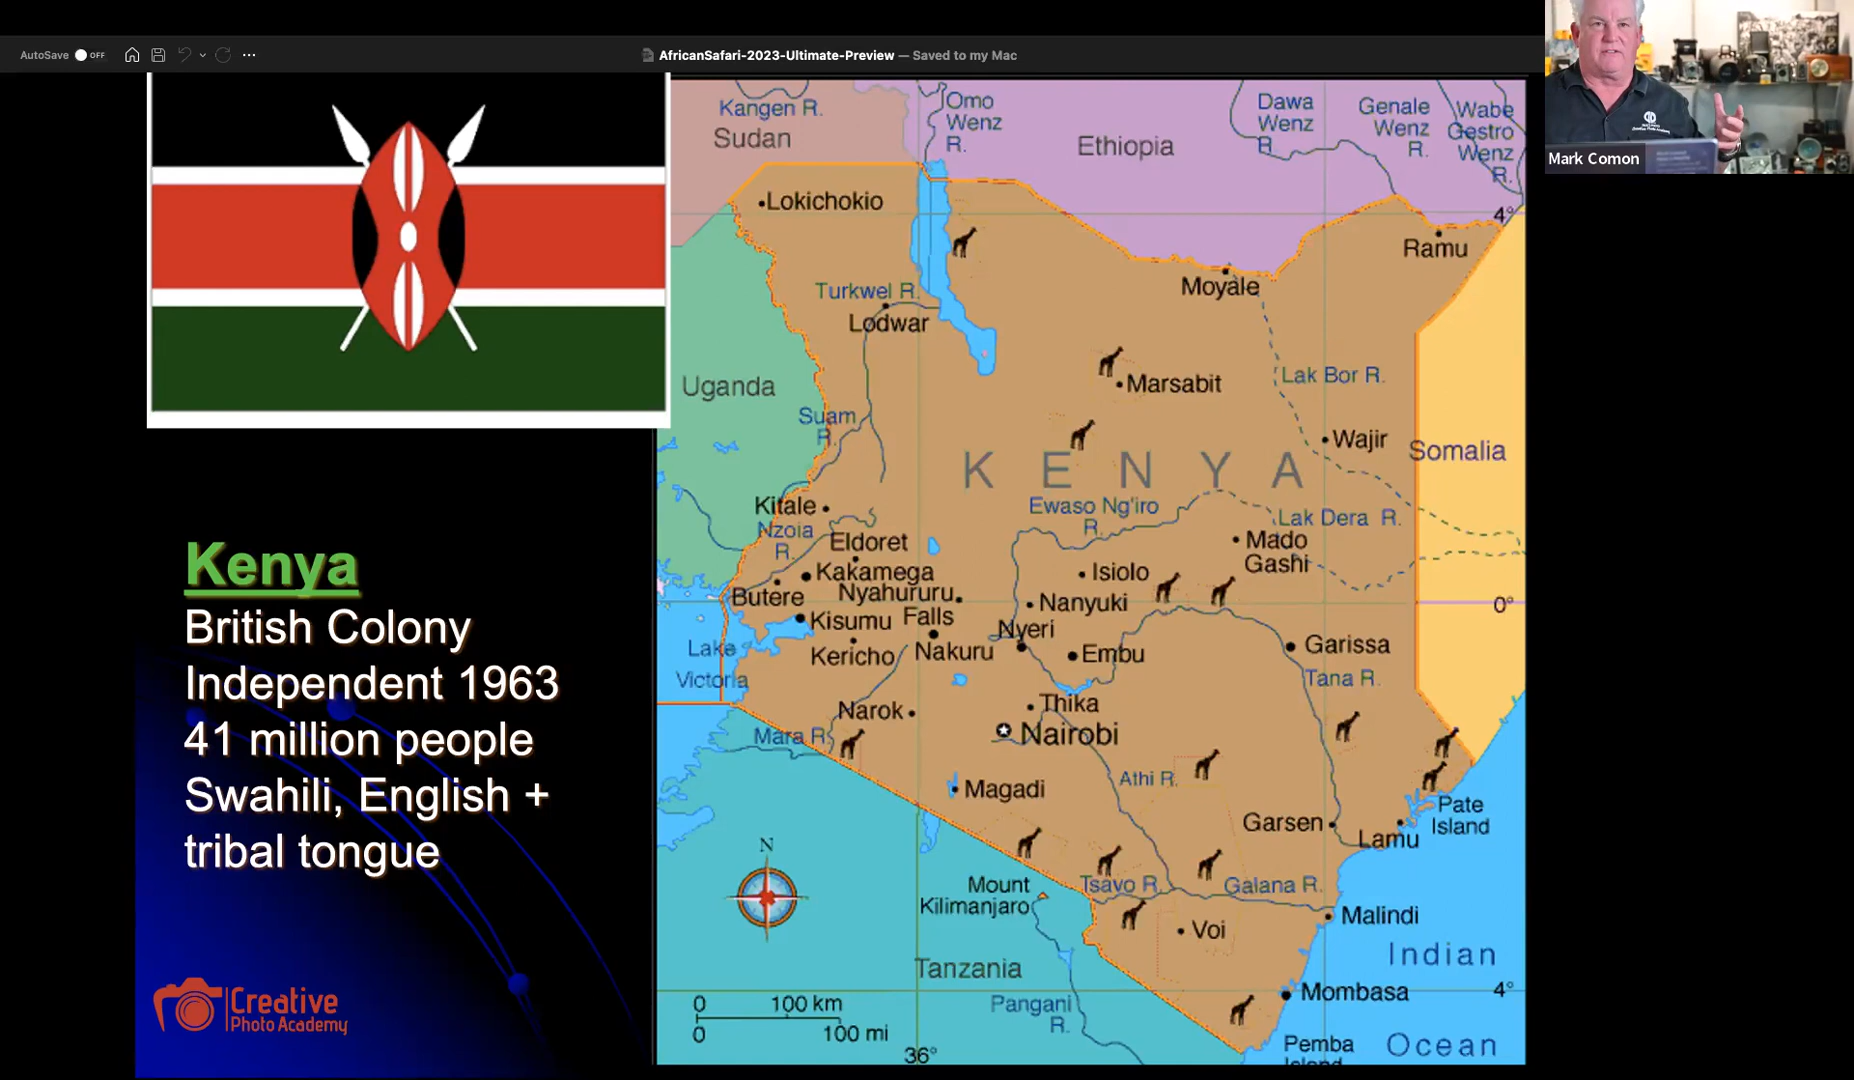 AutoSave OFF
AfricanSafari-2023-Ultimate-Preview — Saved to my Mac
Mark Comon
Kangen R.
Sudan
Omo
Wenz
R.
Ethiopia
Dawa
Wenz
R.
Genale
Wenz
R.
Wabe
Gestro
Wenz
R.
4°
Lokichokio
Ramu
Moyale
Turkwel R.
Lodwar
Uganda
Marsabit
Lak Bor R.
Suam
R.
Wajir
Somalia
KENYA
Kitale
Ewaso Ng'iro
R.
Lak Dera R.
Nzoia
R.
Eldoret
Mado
Gashi
Kakamega
Isiolo
Butere
Nyahururu
Falls
Nanyuki
0°
Kisumu
Nyeri
Lake
Victoria
Kericho
Nakuru
Embu
Garissa
Tana R.
Narok
Thika
Mara R.
Nairobi
Athi R.
Magadi
Pate
Island
Garsen
Lamu
N
Mount
Kilimanjaro
Tsavo R.
Galana R.
Malindi
Voi
Indian
Ocean
Tanzania
4°
Mombasa
0 100 km
0 100 mi
Pangani
R.
36°
Pemba
Island
Kenya
British Colony
Independent 1963
41 million people
Swahili, English +
tribal tongue
Creative
Photo Academy